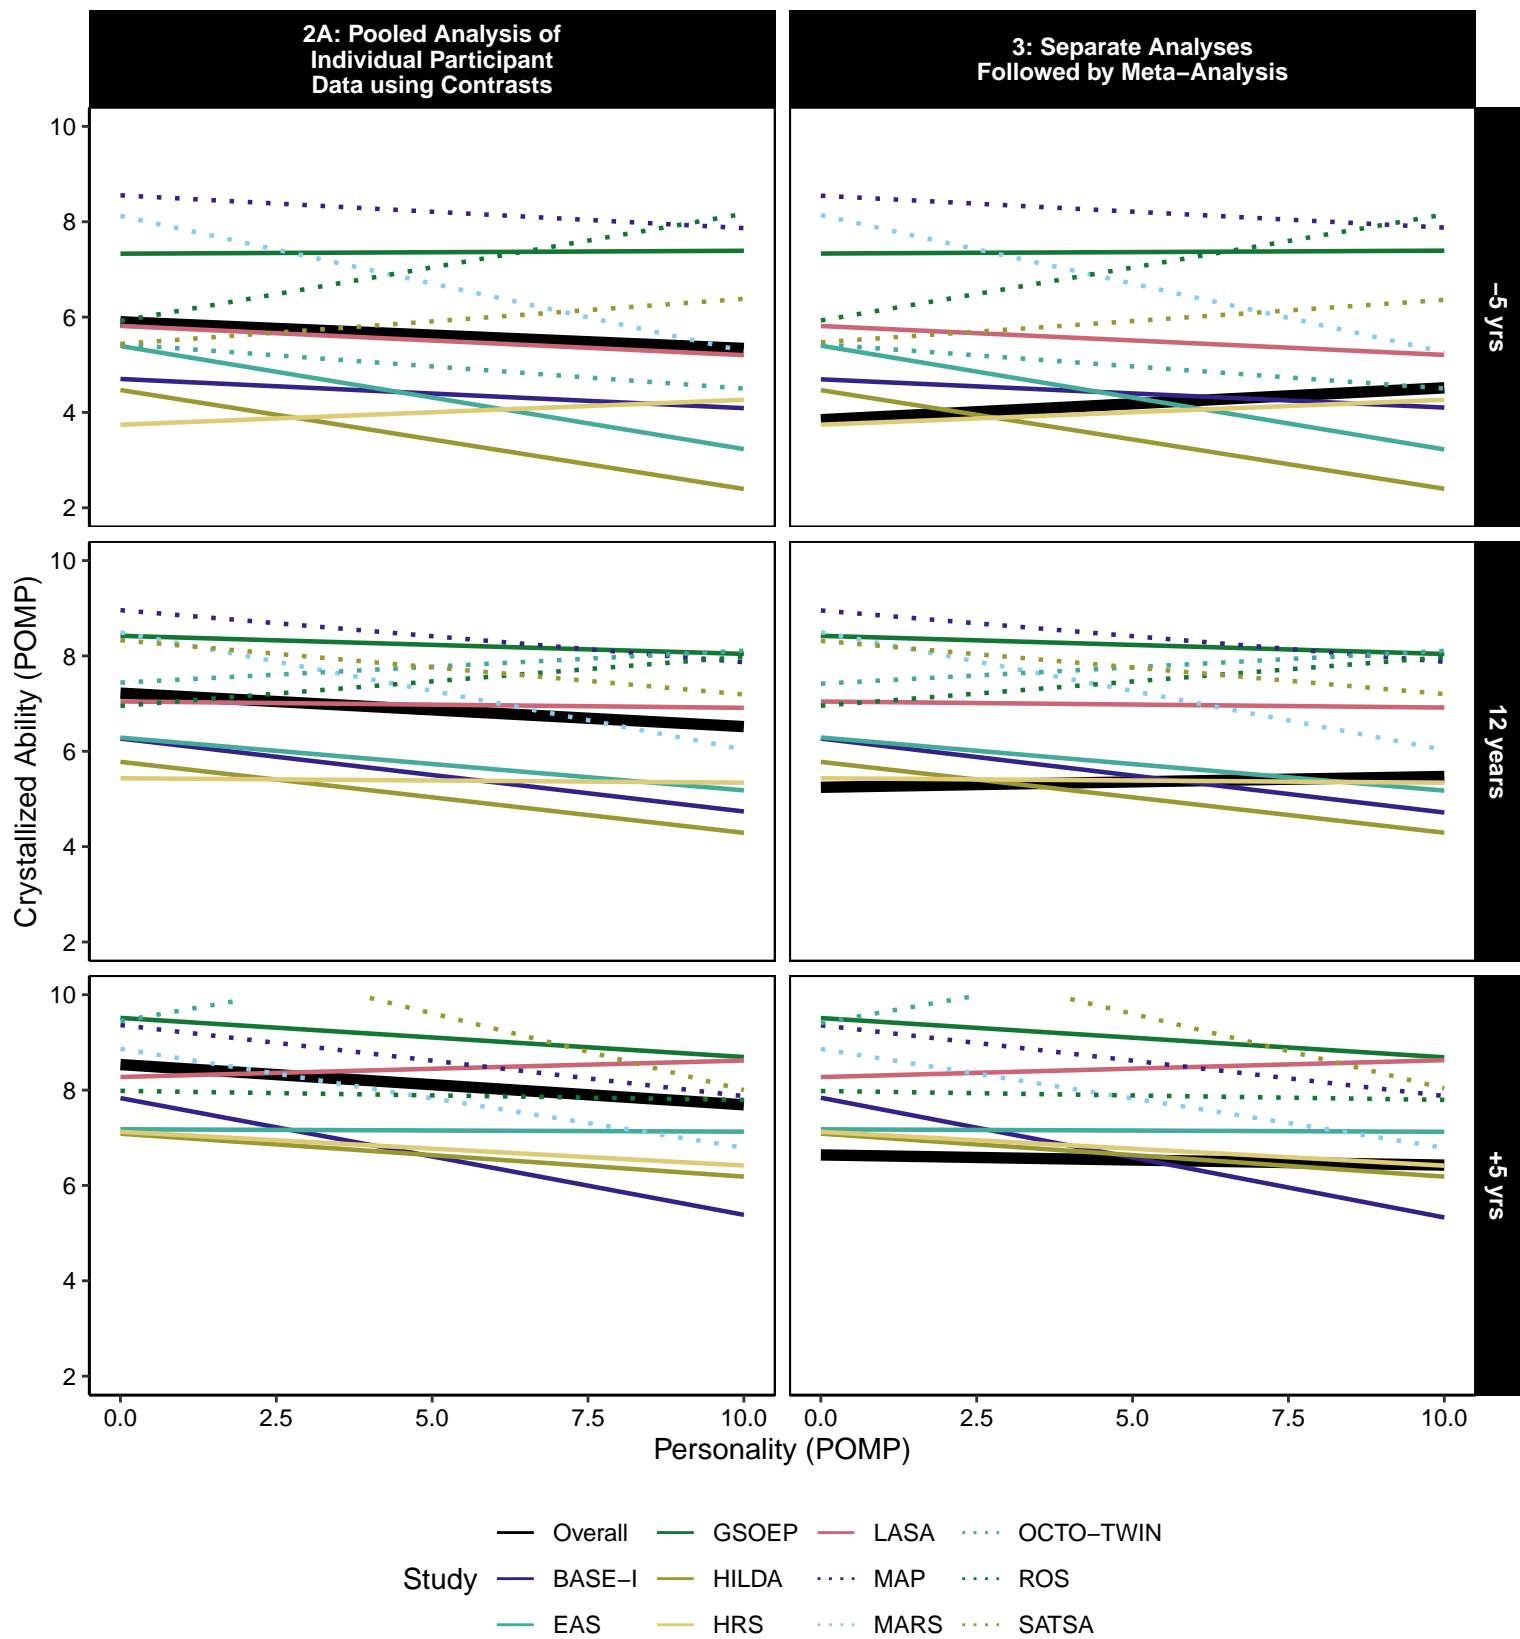 2A: Pooled Analysis of
Individual Participant
Data using Contrasts
3: Separate Analyses
Followed by Meta−Analysis
10
8
6
4
2
−5 yrs
Crystallized Ability (POMP)
10
8
6
4
2
12 years
10
8
6
4
2
+5 yrs
0.0 2.5 5.0 7.5 10.0 0.0 2.5 5.0 7.5 10.0
Personality (POMP)
Overall GSOEP LASA OCTO−TWIN
Study BASE−I HILDA MAP ROS
EAS HRS MARS SATSA